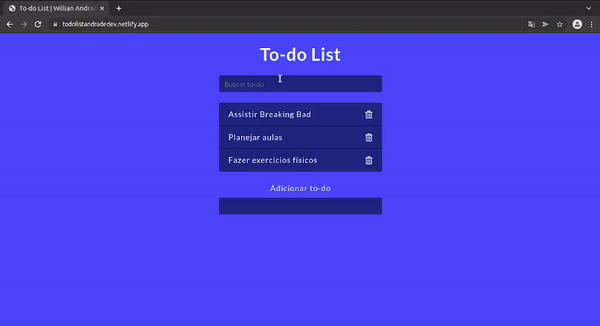 To-do List | Willian Andrad
todolistandradedev.netlify.app
To-do List
Buscar to-do
Assistir Breaking Bad
Planejar aulas
Fazer exercícios físicos
Adicionar to-do